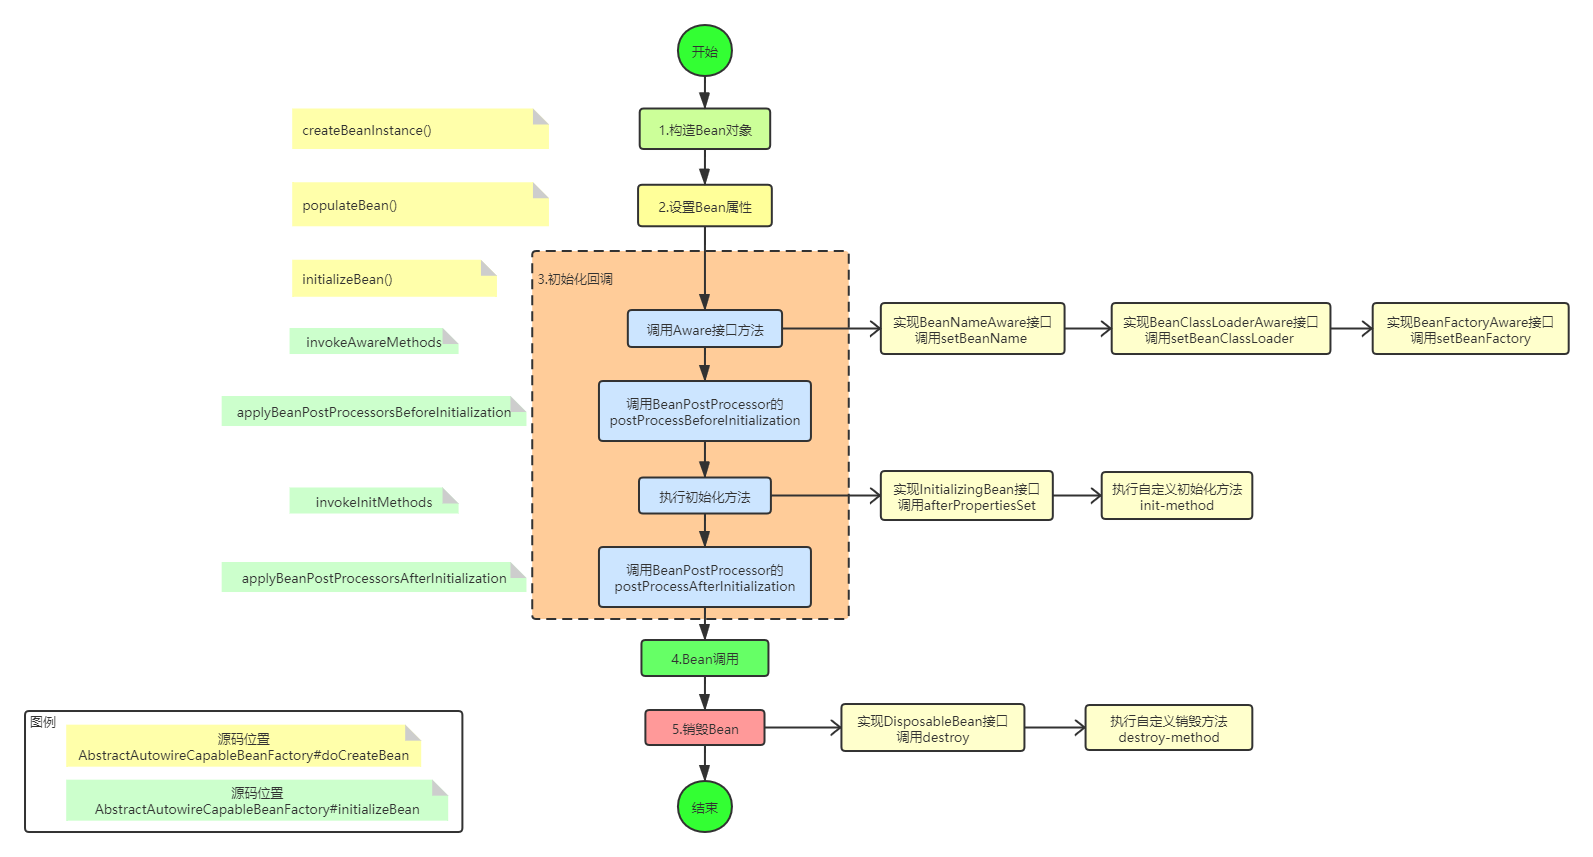 开始
createBeanInstance()
1.构造Bean对象
populateBean()
2.设置Bean属性
initializeBean()
3.初始化回调
invokeAwareMethods
调用Aware接口方法
实现BeanNameAware接口
调用setBeanName
实现BeanClassLoaderAware接口
调用setBeanClassLoader
实现BeanFactoryAware接口
调用setBeanFactory
applyBeanPostProcessorsBeforeInitialization
调用BeanPostProcessor的
postProcessBeforeInitialization
invokeInitMethods
执行初始化方法
实现InitializingBean接口
调用afterPropertiesSet
执行自定义初始化方法
init-method
applyBeanPostProcessorsAfterInitialization
调用BeanPostProcessor的
postProcessAfterInitialization
4.Bean调用
5.销毁Bean
实现DisposableBean接口
调用destroy
执行自定义销毁方法
destroy-method
结束
图例
源码位置
AbstractAutowireCapableBeanFactory#doCreateBean
源码位置
AbstractAutowireCapableBeanFactory#initializeBean